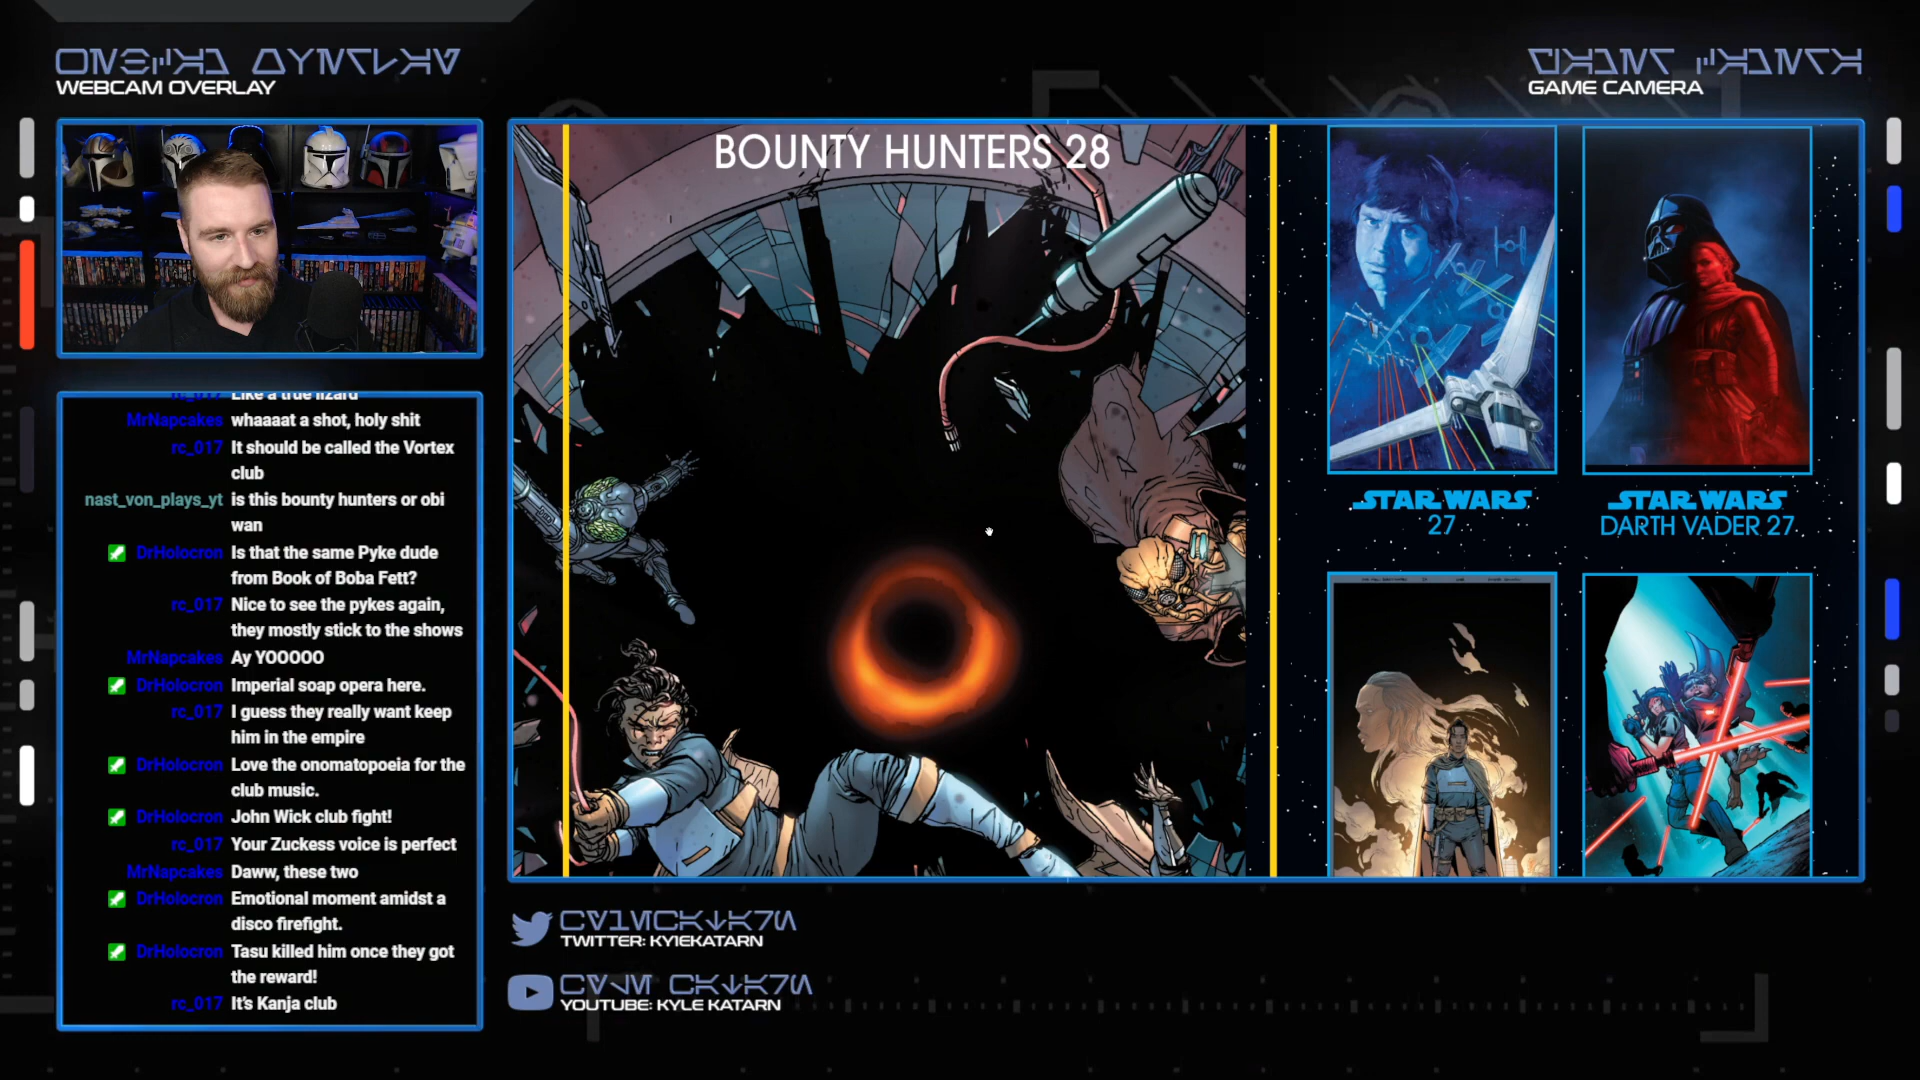 WEBCAM OVERLAY
GAME CAMERA
Like a true lizard
MrNapcakes whaaaat a shot, holy shit
rc_017 It should be called the Vortex
club
nast_von_plays_yt is this bounty hunters or obi
wan
DrHolocron Is that the same Pyke dude
from Book of Boba Fett?
rc_017 Nice to see the pykes again,
they mostly stick to the shows
MrNapcakes Ay YOOOOO
DrHolocron Imperial soap opera here.
rc_017 I guess they really want keep
him in the empire
DrHolocron Love the onomatopoeia for the
club music.
DrHolocron John Wick club fight!
rc_017 Your Zuckess voice is perfect
MrNapcakes Daww, these two
DrHolocron Emotional moment amidst a
disco firefight.
DrHolocron Tasu killed him once they got
the reward!
rc_017 It's Kanja club
BOUNTY HUNTERS 28
STAR WARS
27
STAR WARS
DARTH VADER 27
TWITTER: KY1EKATARN
YOUTUBE: KYLE KATARN